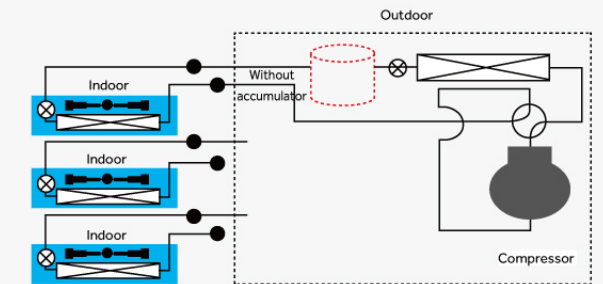 Outdoor
Indoor
Without
accumulator
Indoor
Indoor
Compressor